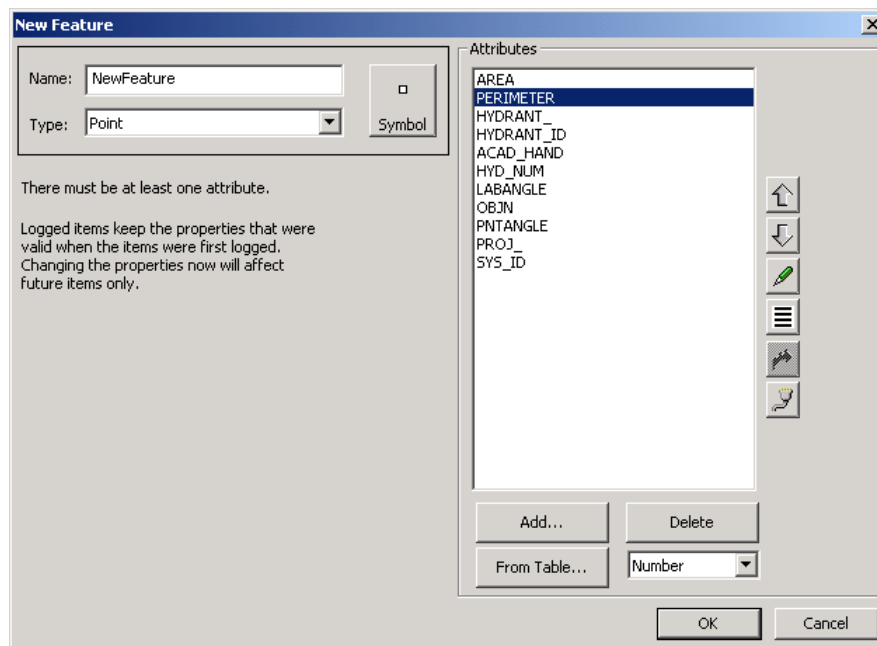 New Feature
Name: NewFeature
Type: Point
Symbol
There must be at least one attribute.
Logged items keep the properties that were
valid when the items were first logged.
Changing the properties now will affect
future items only.
Attributes
AREA
PERIMETER
HYDRANT_
HYDRANT_ID
ACAD_HAND
HYD_NUM
LABANGLE
OBJN
PNTANGLE
PROJ_
SYS_ID
Add... Delete
From Table... Number
OK Cancel